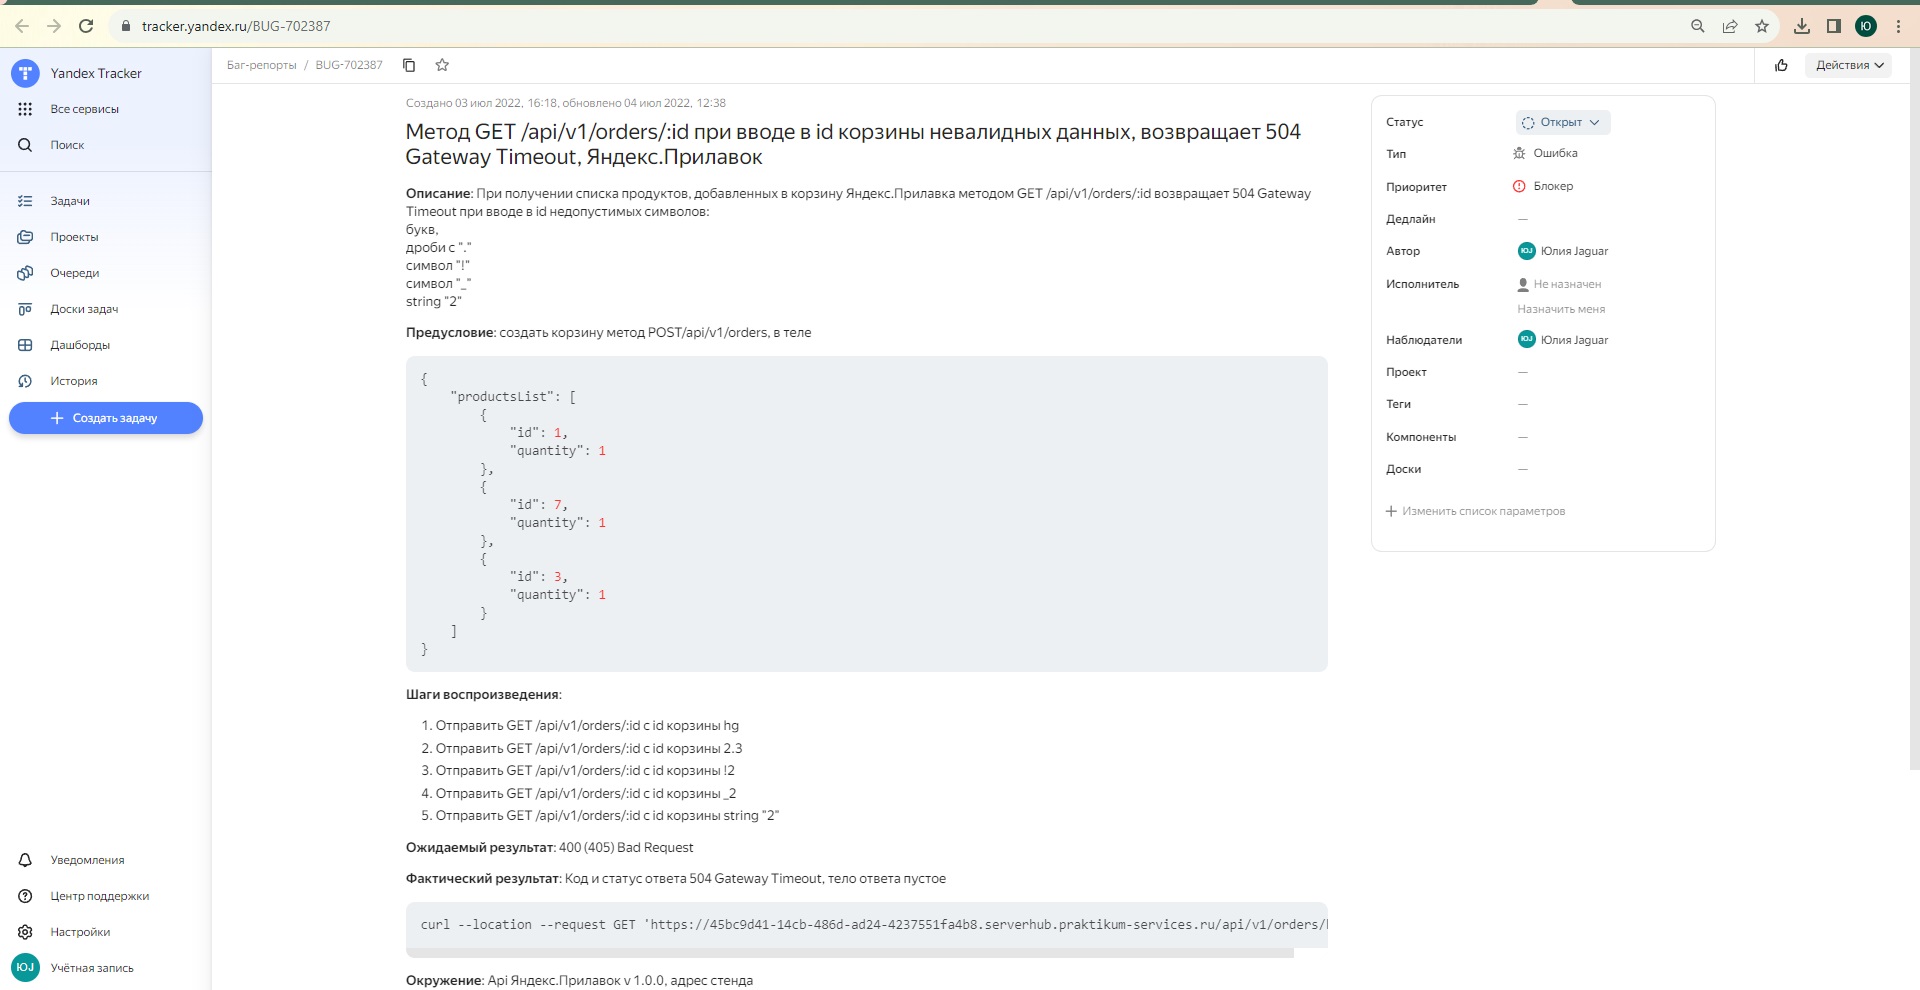 tracker.yandex.ru/BUG-702387
Ю
Yandex Tracker
Все сервисы
Поиск
Задачи
Проекты
Очереди
Доски задач
Дашборды
История
Создать задачу
Уведомления
Центр поддержки
Настройки
ЮJ Учётная запись
Баг-репорты / BUG-702387
Действия
Создано 03 июл 2022, 16:18, обновлено 04 июл 2022, 12:38
Метод GET /api/v1/orders/:id при вводе в id корзины невалидных данных, возвращает 504
Gateway Timeout, Яндекс.Прилавок
Описание: При получении списка продуктов, добавленных в корзину Яндекс.Прилавка методом GET /api/v1/orders/:id возвращает 504 Gateway
Timeout при вводе в id недопустимых символов:
букв,
дроби с "."
символ "!"
символ "_"
string "2"
Предусловие: создать корзину метод POST/api/v1/orders, в теле
{
"productsList": [
{
"id": 1,
"quantity": 1
},
{
"id": 7,
"quantity": 1
},
{
"id": 3,
"quantity": 1
}
]
}
Шаги воспроизведения:
1. Отправить GET /api/v1/orders/:id с id корзины hg
2. Отправить GET /api/v1/orders/:id с id корзины 2.3
3. Отправить GET /api/v1/orders/:id с id корзины !2
4. Отправить GET /api/v1/orders/:id с id корзины _2
5. Отправить GET /api/v1/orders/:id с id корзины string "2"
Ожидаемый результат: 400 (405) Bad Request
Фактический результат: Код и статус ответа 504 Gateway Timeout, тело ответа пустое
curl --location --request GET 'https://45bc9d41-14cb-486d-ad24-4237551fa4b8.serverhub.praktikum-services.ru/api/v1/orders/
Окружение: Api Яндекс.Прилавок v 1.0.0, адрес стенда
Статус Открыт
Тип Ошибка
Приоритет Блокер
Дедлайн —
Автор ЮJ Юлия Jaguar
Исполнитель Не назначен
Назначить меня
Наблюдатели ЮJ Юлия Jaguar
Проект —
Теги —
Компоненты —
Доски —
Изменить список параметров